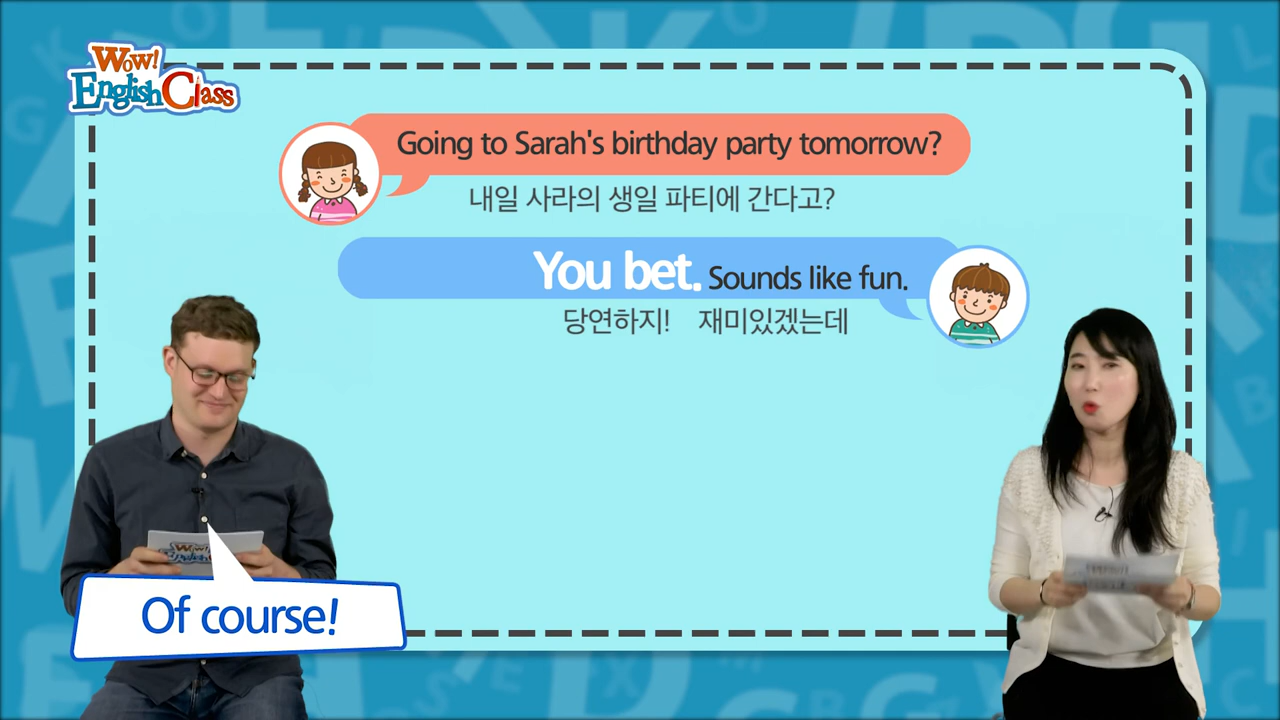 Wow!
English Class
Going to Sarah's birthday party tomorrow?
내일 사라의 생일 파티에 간다고?
You bet. Sounds like fun.
당연하지! 재미있겠는데
Of course!